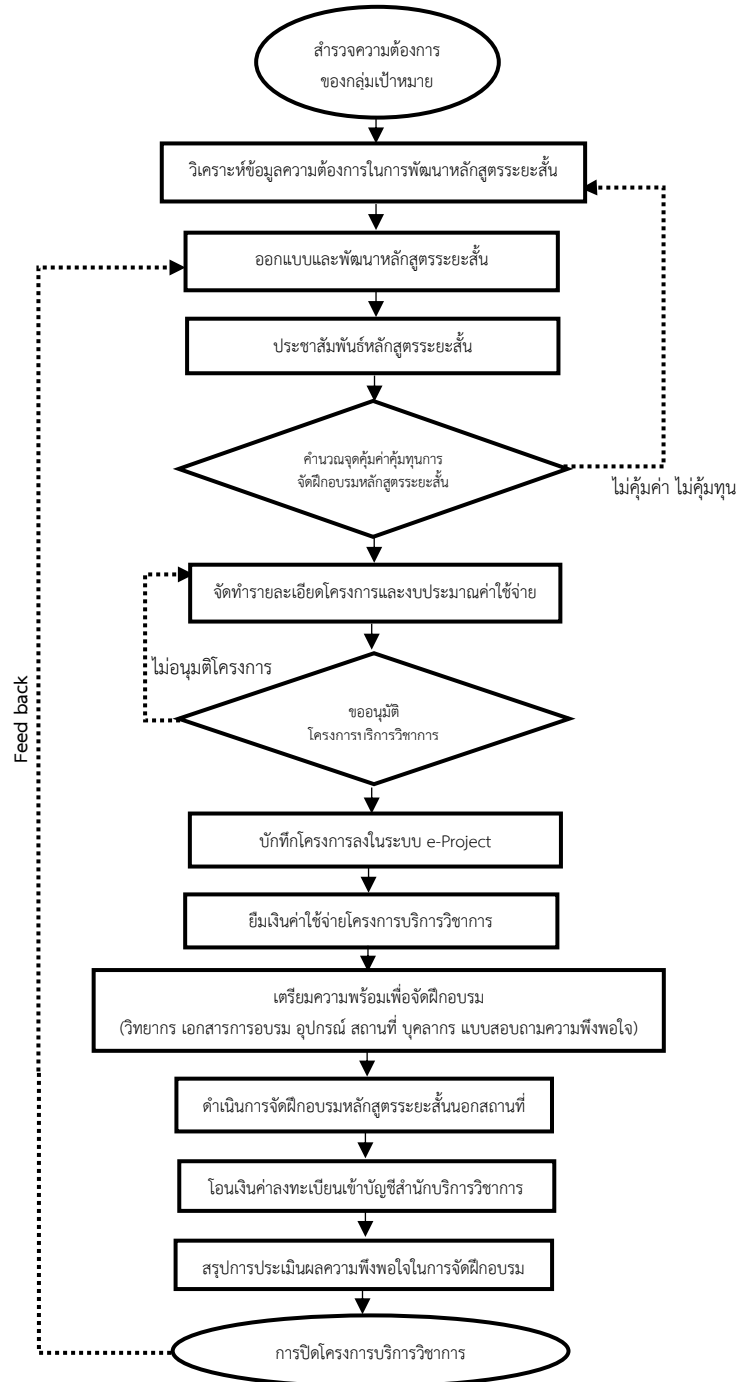 สำรวจความต้องการ
ของกลุ่มเป้าหมาย
วิเคราะห์ข้อมูลความต้องการในการพัฒนาหลักสูตรระยะสั้น
ออกแบบและพัฒนาหลักสูตรระยะสั้น
ประชาสัมพันธ์หลักสูตรระยะสั้น
คำนวณจุดคุ้มค่าคุ้มทุนการ
จัดฝึกอบรมหลักสูตรระยะสั้น
ไม่คุ้มค่า ไม่คุ้มทุน
จัดทำรายละเอียดโครงการและงบประมาณค่าใช้จ่าย
ไม่อนุมติโครงการ
ขออนุมัติ
โครงการบริการวิชาการ
Feed back
บักทึกโครงการลงในระบบ e-Project
ยืมเงินค่าใช้จ่ายโครงการบริการวิชาการ
เตรียมความพร้อมเพื่อจัดฝึกอบรม
(วิทยากร เอกสารการอบรม อุปกรณ์ สถานที่ บุคลากร แบบสอบถามความพึงพอใจ)
ดำเนินการจัดฝึกอบรมหลักสูตรระยะสั้นนอกสถานที่
โอนเงินค่าลงทะเบียนเข้าบัญชีสำนักบริการวิชาการ
สรุปการประเมินผลความพึงพอใจในการจัดฝึกอบรม
การปิดโครงการบริการวิชาการ